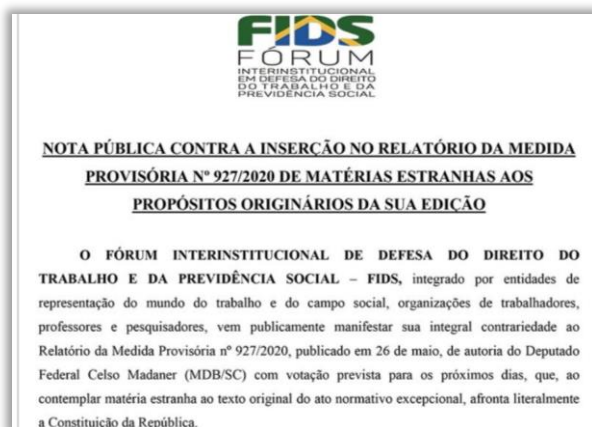 FIDS
FÓRUM
INTERINSTITUCIONAL
EM DEFESA DO DIREITO
DO TRABALHO E DA
PREVIDÊNCIA SOCIAL
NOTA PÚBLICA CONTRA A INSERÇÃO NO RELATÓRIO DA MEDIDA
PROVISÓRIA Nº 927/2020 DE MATÉRIAS ESTRANHAS AOS
PROPÓSITOS ORIGINÁRIOS DA SUA EDIÇÃO
O FÓRUM INTERINSTITUCIONAL DE DEFESA DO DIREITO DO
TRABALHO E DA PREVIDÊNCIA SOCIAL – FIDS, integrado por entidades de
representação do mundo do trabalho e do campo social, organizações de trabalhadores,
professores e pesquisadores, vem publicamente manifestar sua integral contrariedade ao
Relatório da Medida Provisória nº 927/2020, publicado em 26 de maio, de autoria do Deputado
Federal Celso Madaner (MDB/SC) com votação prevista para os próximos dias, que, ao
contemplar matéria estranha ao texto original do ato normativo excepcional, afronta literalmente
a Constituição da República.